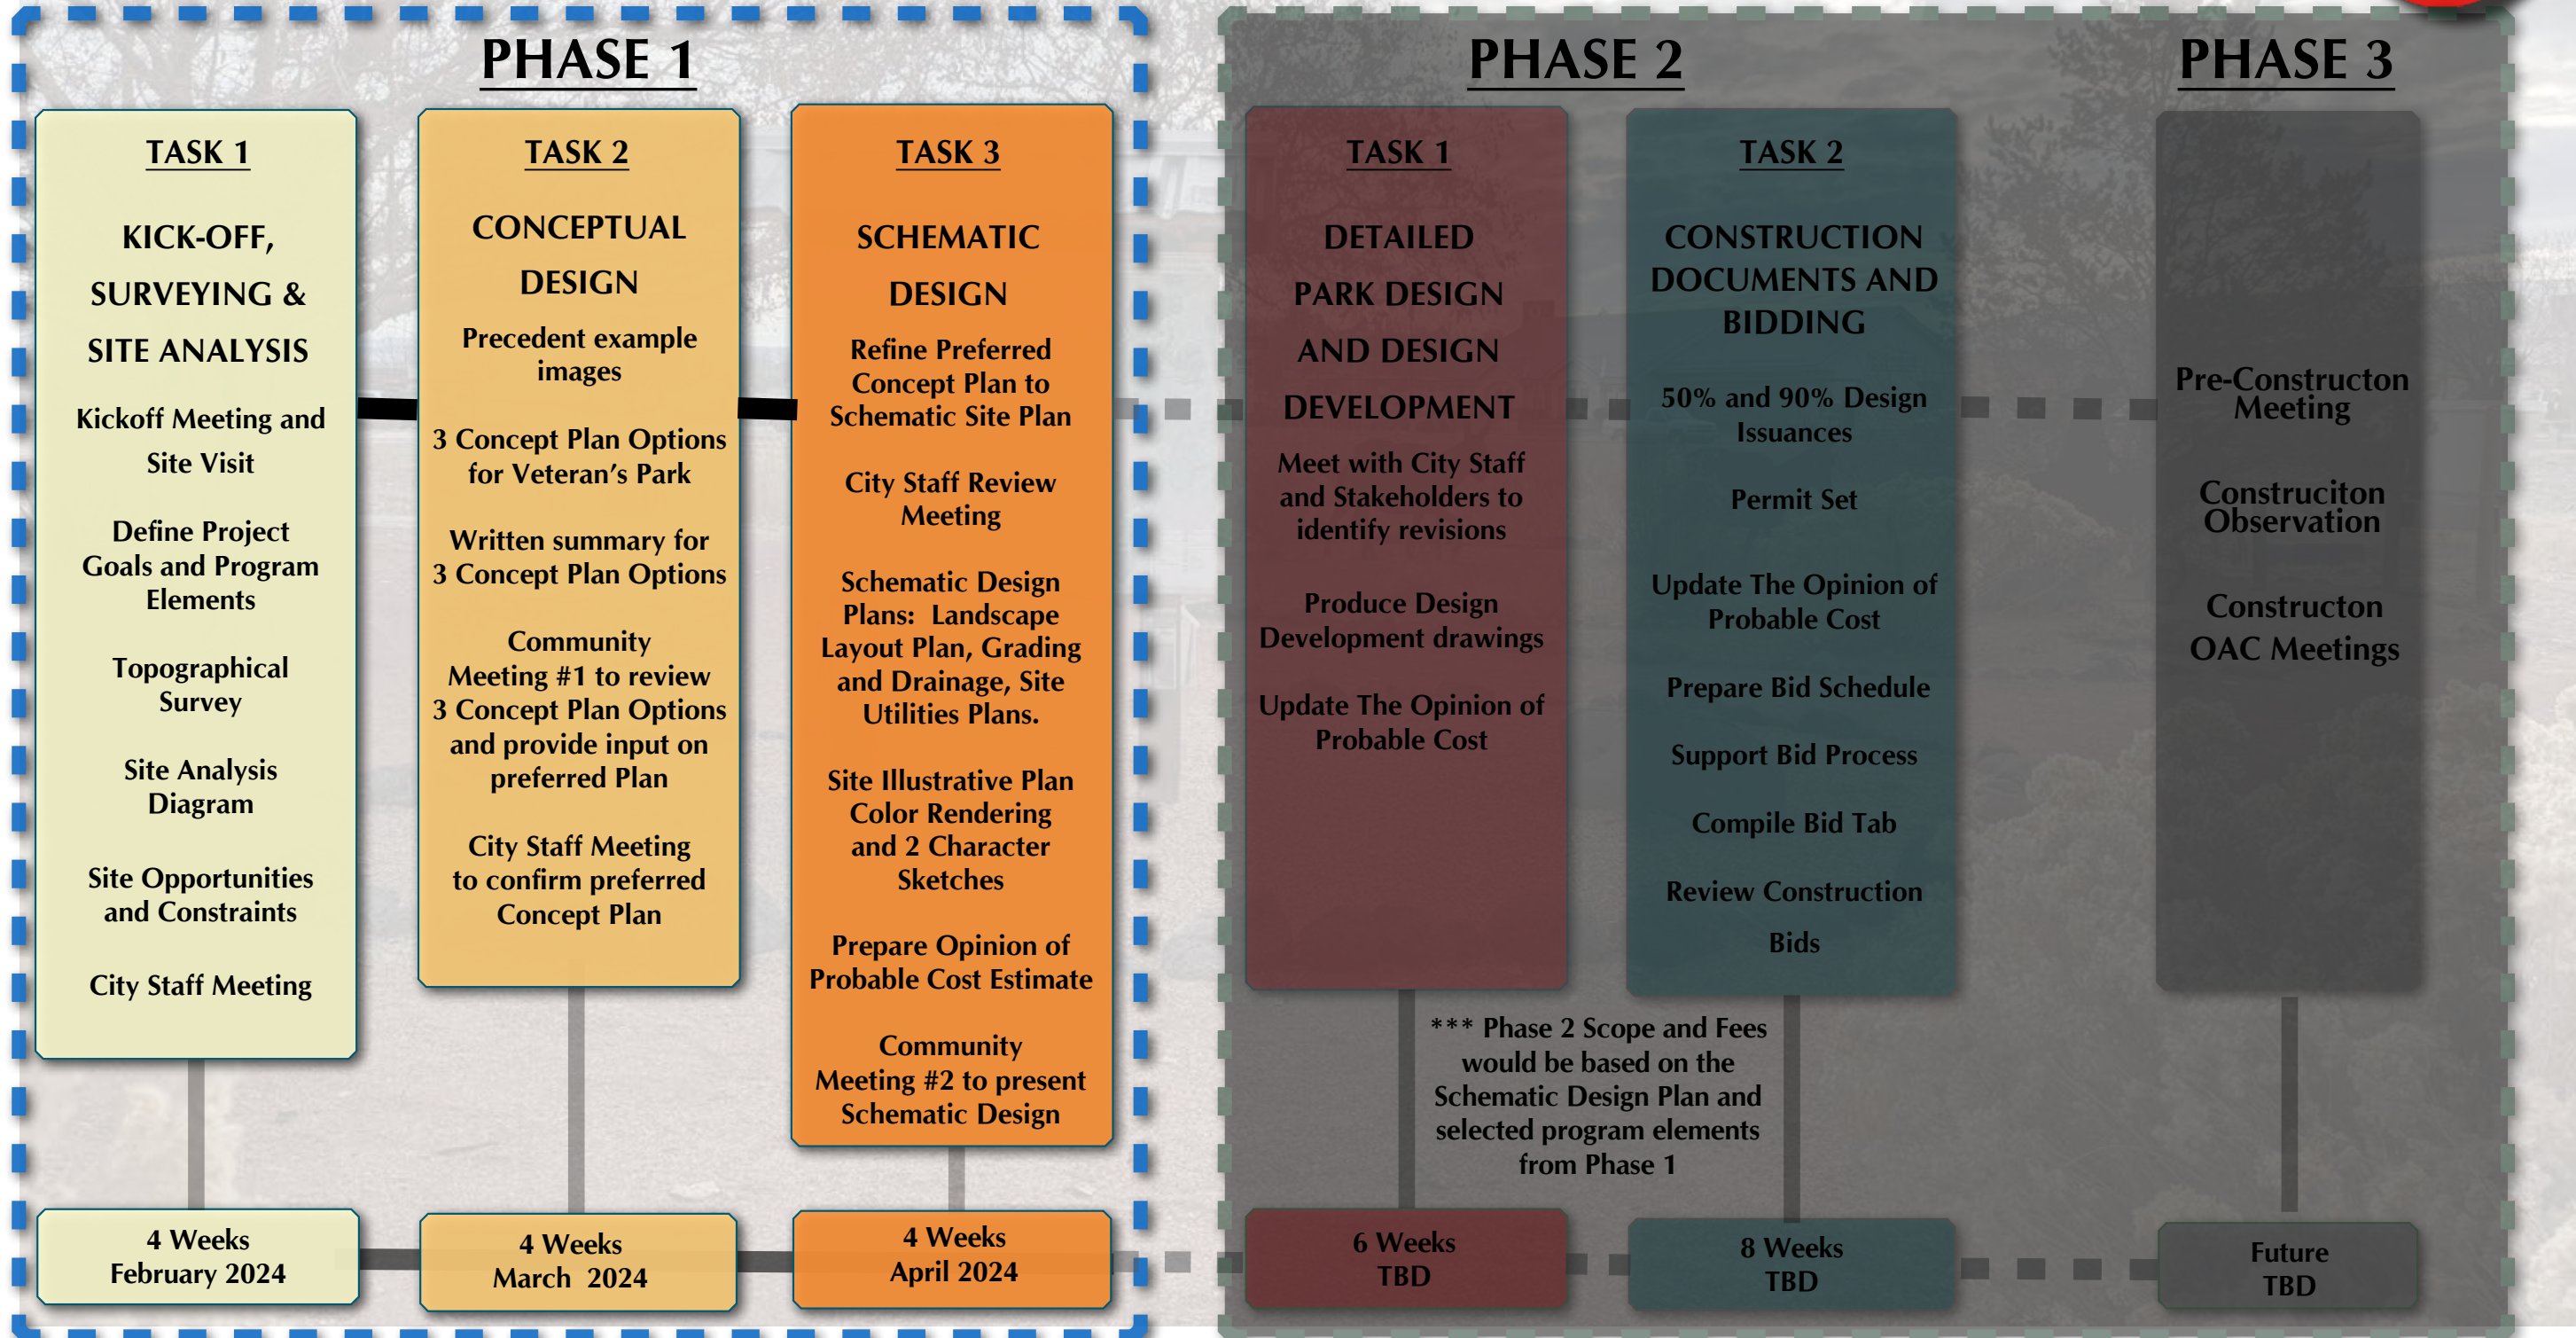 PHASE 1
TASK 1
KICK-OFF,
SURVEYING &
SITE ANALYSIS
Kickoff Meeting and
Site Visit
Define Project
Goals and Program
Elements
Topographical
Survey
Site Analysis
Diagram
Site Opportunities
and Constraints
City Staff Meeting
4 Weeks
February 2024
TASK 2
CONCEPTUAL
DESIGN
Precedent example
images
3 Concept Plan Options
for Veteran’s Park
Written summary for
3 Concept Plan Options
Community
Meeting #1 to review
3 Concept Plan Options
and provide input on
preferred Plan
City Staff Meeting
to confirm preferred
Concept Plan
4 Weeks
March 2024
TASK 3
SCHEMATIC
DESIGN
Refine Preferred
Concept Plan to
Schematic Site Plan
City Staff Review
Meeting
Schematic Design
Plans: Landscape
Layout Plan, Grading
and Drainage, Site
Utilities Plans.
Site Illustrative Plan
Color Rendering
and 2 Character
Sketches
Prepare Opinion of
Probable Cost Estimate
Community
Meeting #2 to present
Schematic Design
4 Weeks
April 2024
PHASE 2
TASK 1
DETAILED
PARK DESIGN
AND DESIGN
DEVELOPMENT
Meet with City Staff
and Stakeholders to
identify revisions
Produce Design
Development drawings
Update The Opinion of
Probable Cost
6 Weeks
TBD
TASK 2
CONSTRUCTION
DOCUMENTS AND
BIDDING
50% and 90% Design
Issuances
Permit Set
Update The Opinion of
Probable Cost
Prepare Bid Schedule
Support Bid Process
Compile Bid Tab
Review Construction
Bids
8 Weeks
TBD
*** Phase 2 Scope and Fees
would be based on the
Schematic Design Plan and
selected program elements
from Phase 1
PHASE 3
Pre-Constructon
Meeting
Construciton
Observation
Constructon
OAC Meetings
Future
TBD